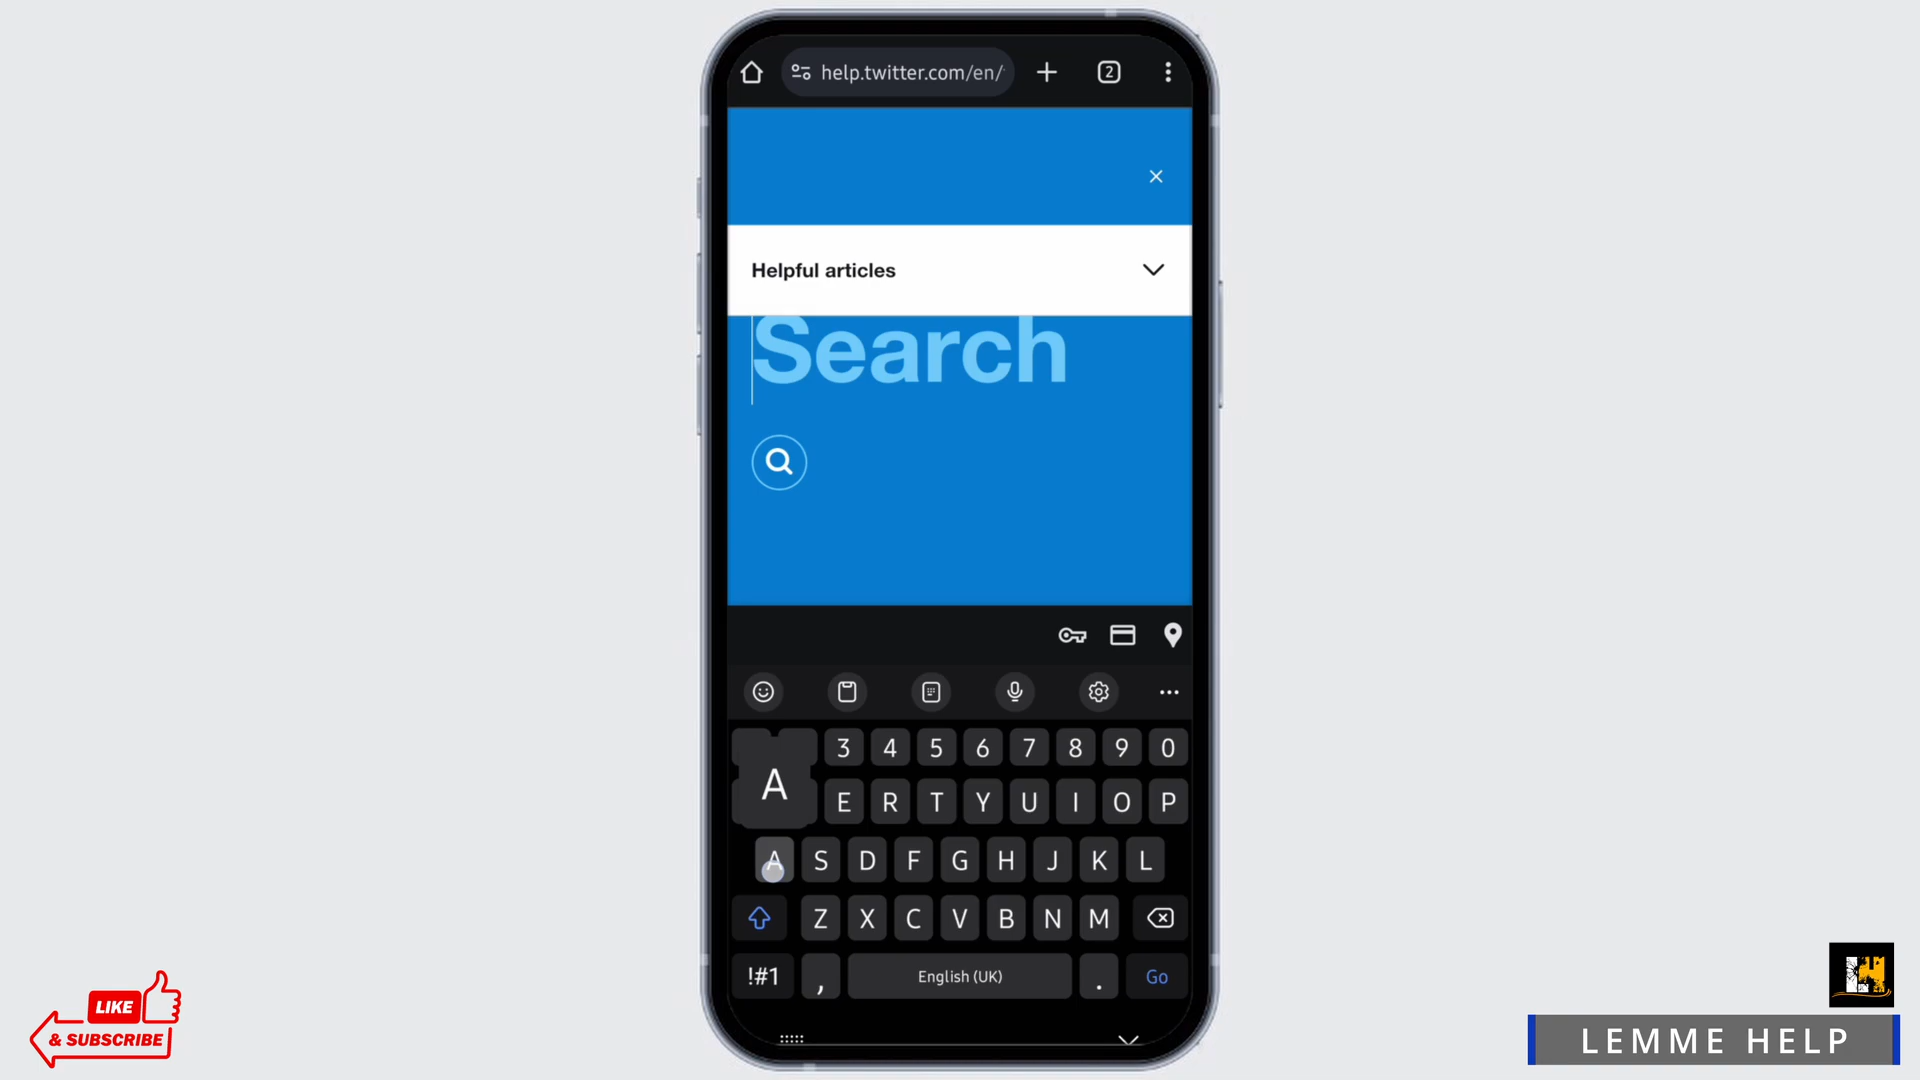 help.twitter.com/en/
2
Helpful articles
Search
3 4 5 6 7 8 9 0
A
E R T Y U I O P
A S D F G H J K L
Z X C V B N M
!#1 , English (UK) . Go
LIKE
& SUBSCRIBE
LEMME HELP